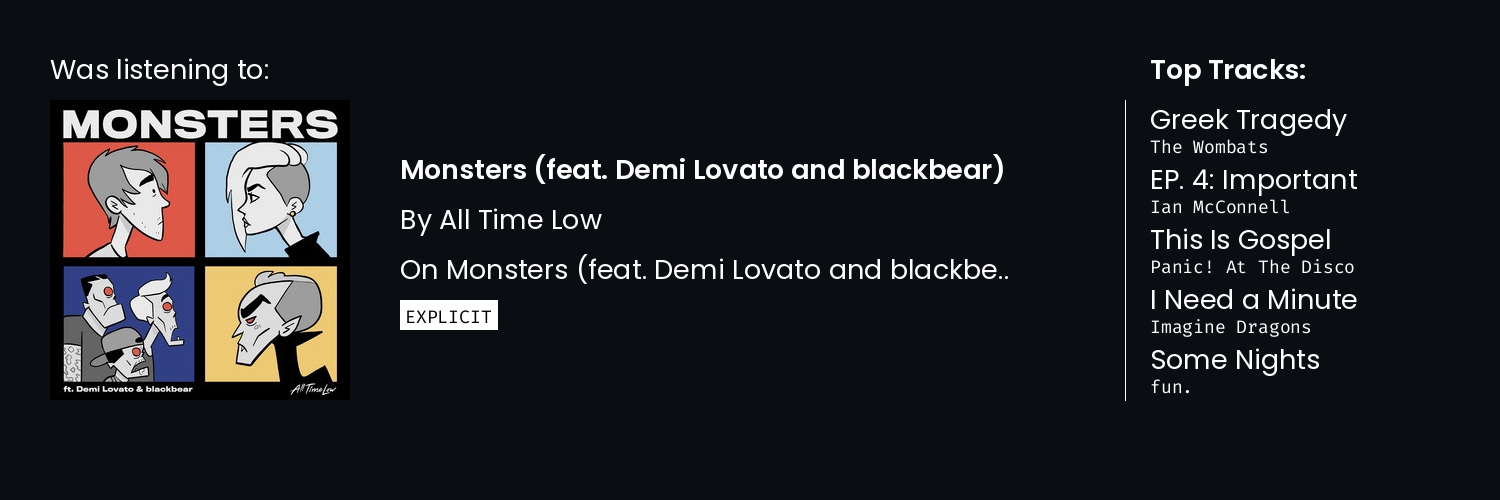 Was listening to:
MONSTERS
ft. Demi Lovato & blackbear
All Time Low
Monsters (feat. Demi Lovato and blackbear)
By All Time Low
On Monsters (feat. Demi Lovato and blackbe..
EXPLICIT
Top Tracks:
Greek Tragedy
The Wombats
EP. 4: Important
Ian McConnell
This Is Gospel
Panic! At The Disco
I Need a Minute
Imagine Dragons
Some Nights
fun.